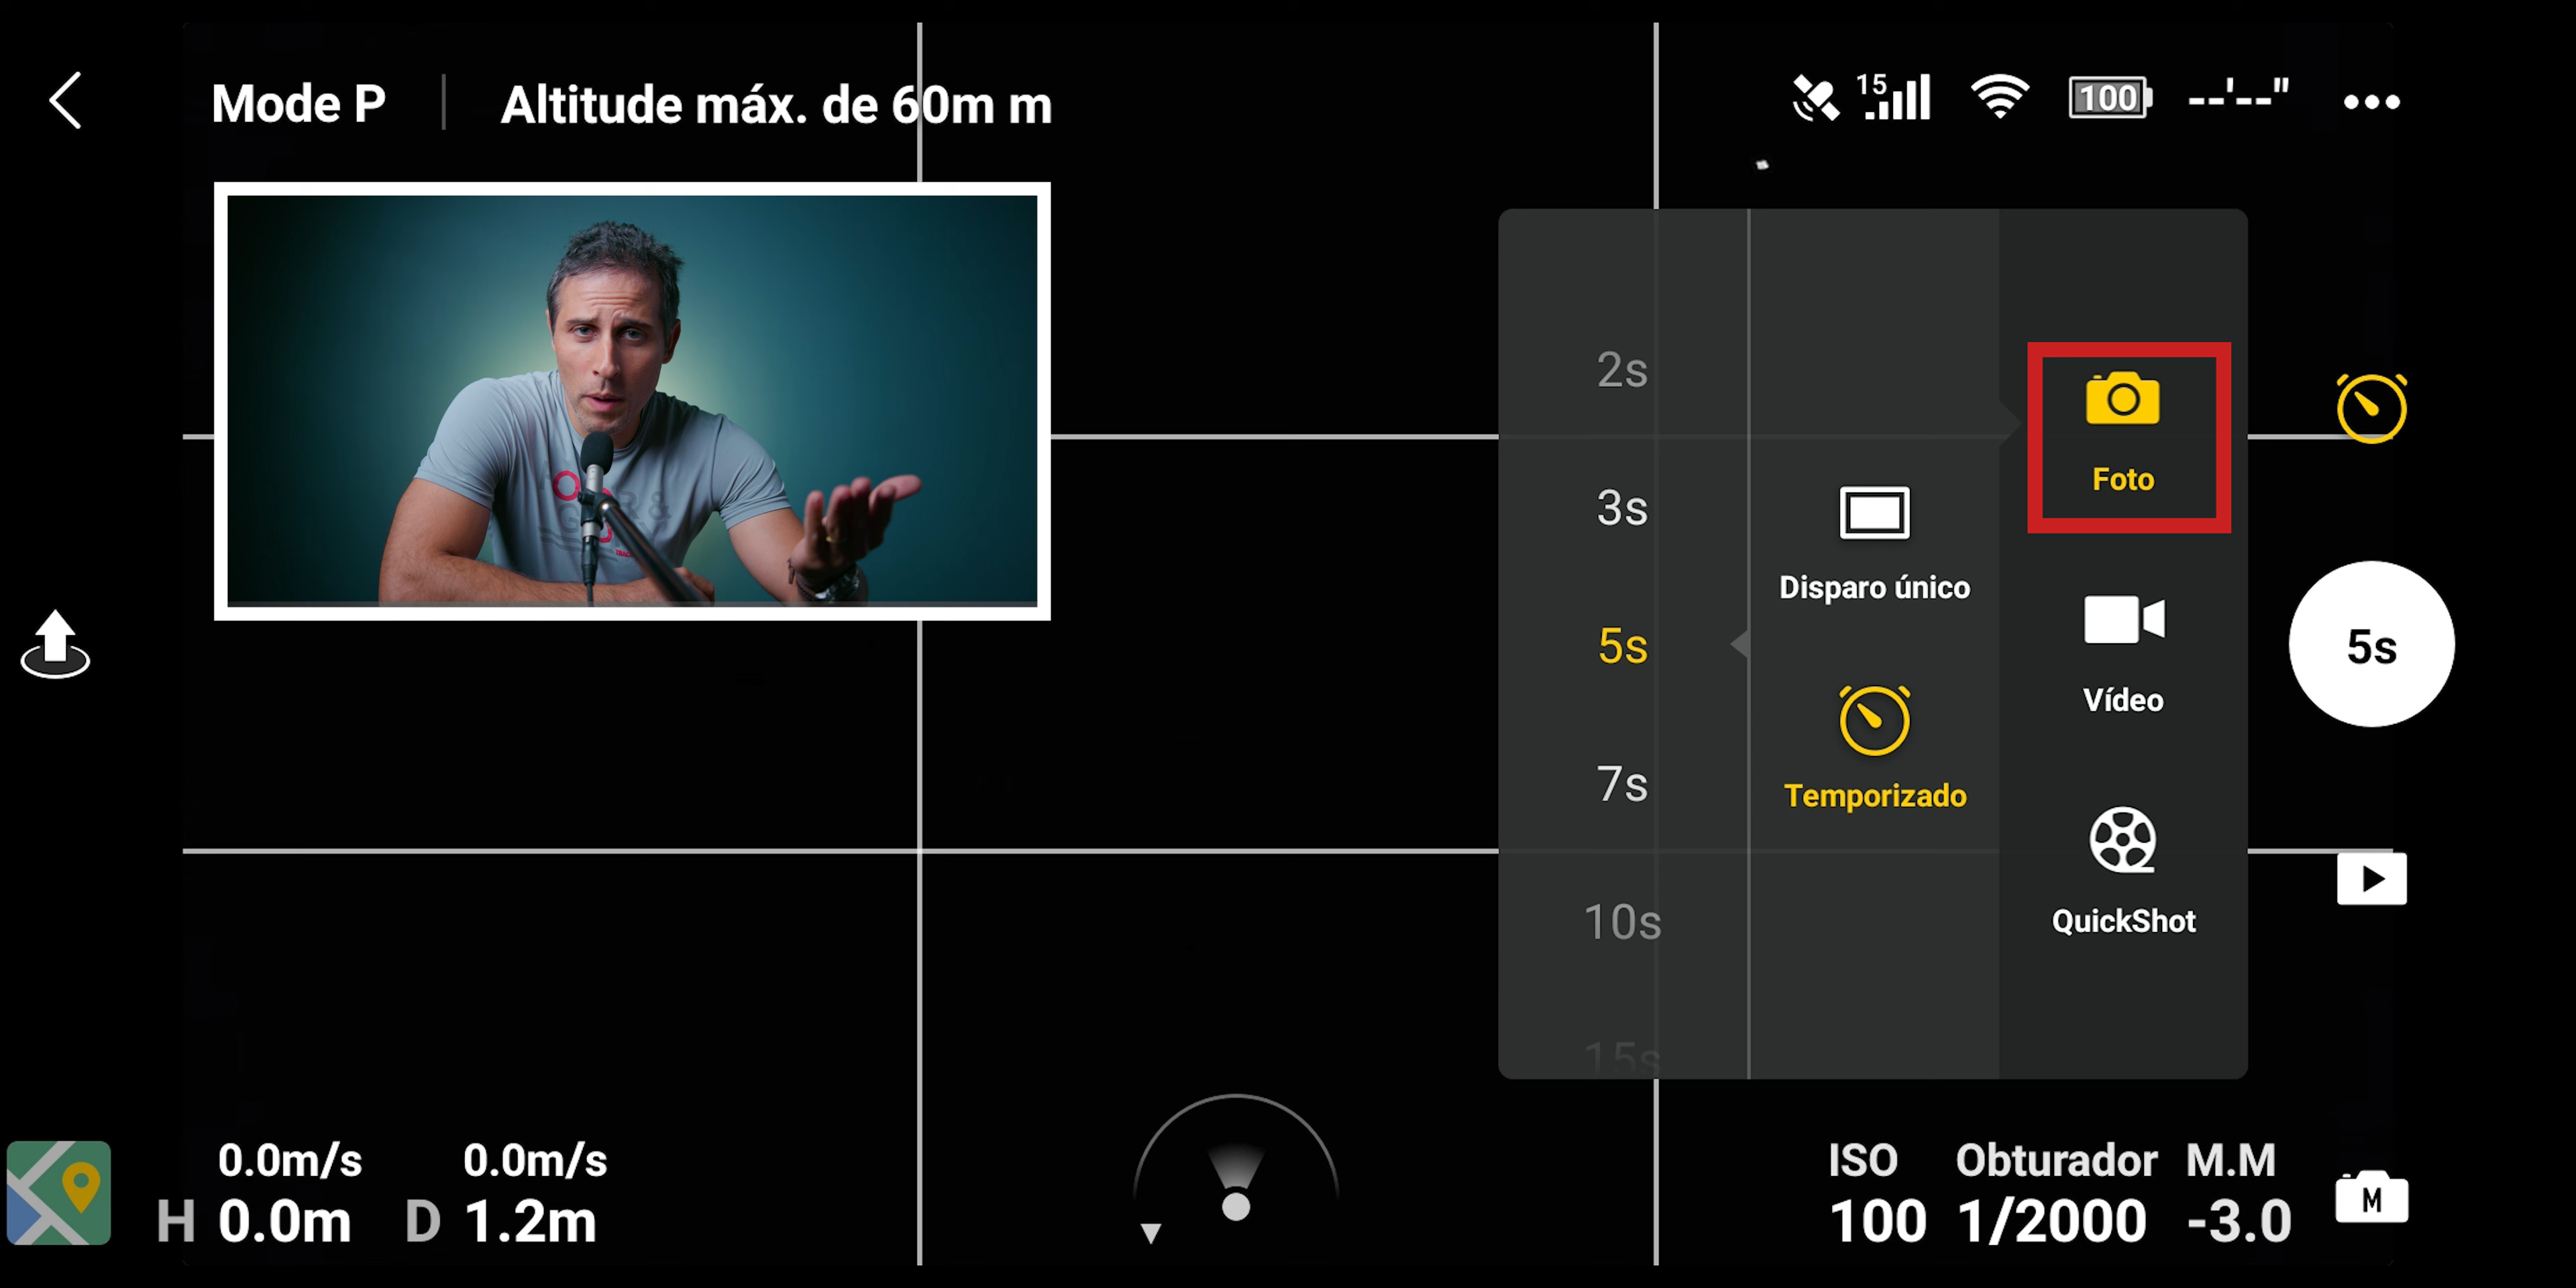 Mode P
Altitude máx. de 60m m
15
100
--'--"
2s
3s
5s
7s
10s
15s
Disparo único
Temporizado
Foto
Vídeo
QuickShot
5s
0.0m/s
0.0m/s
H 0.0m
D 1.2m
ISO Obturador M.M
100 1/2000 -3.0
M